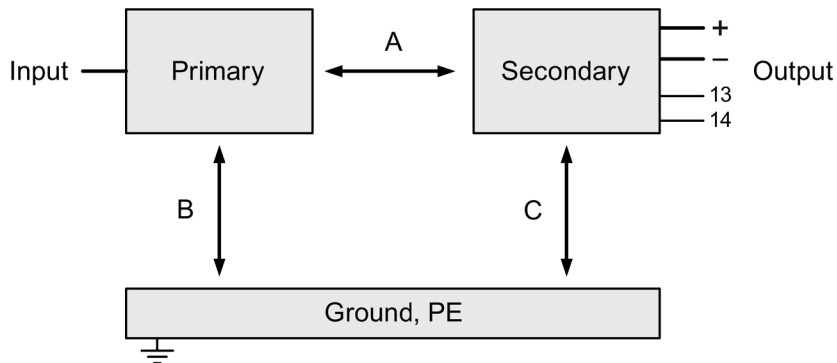 A
+
Input
Primary
Secondary
−
Output
13
14
B
C
Ground, PE